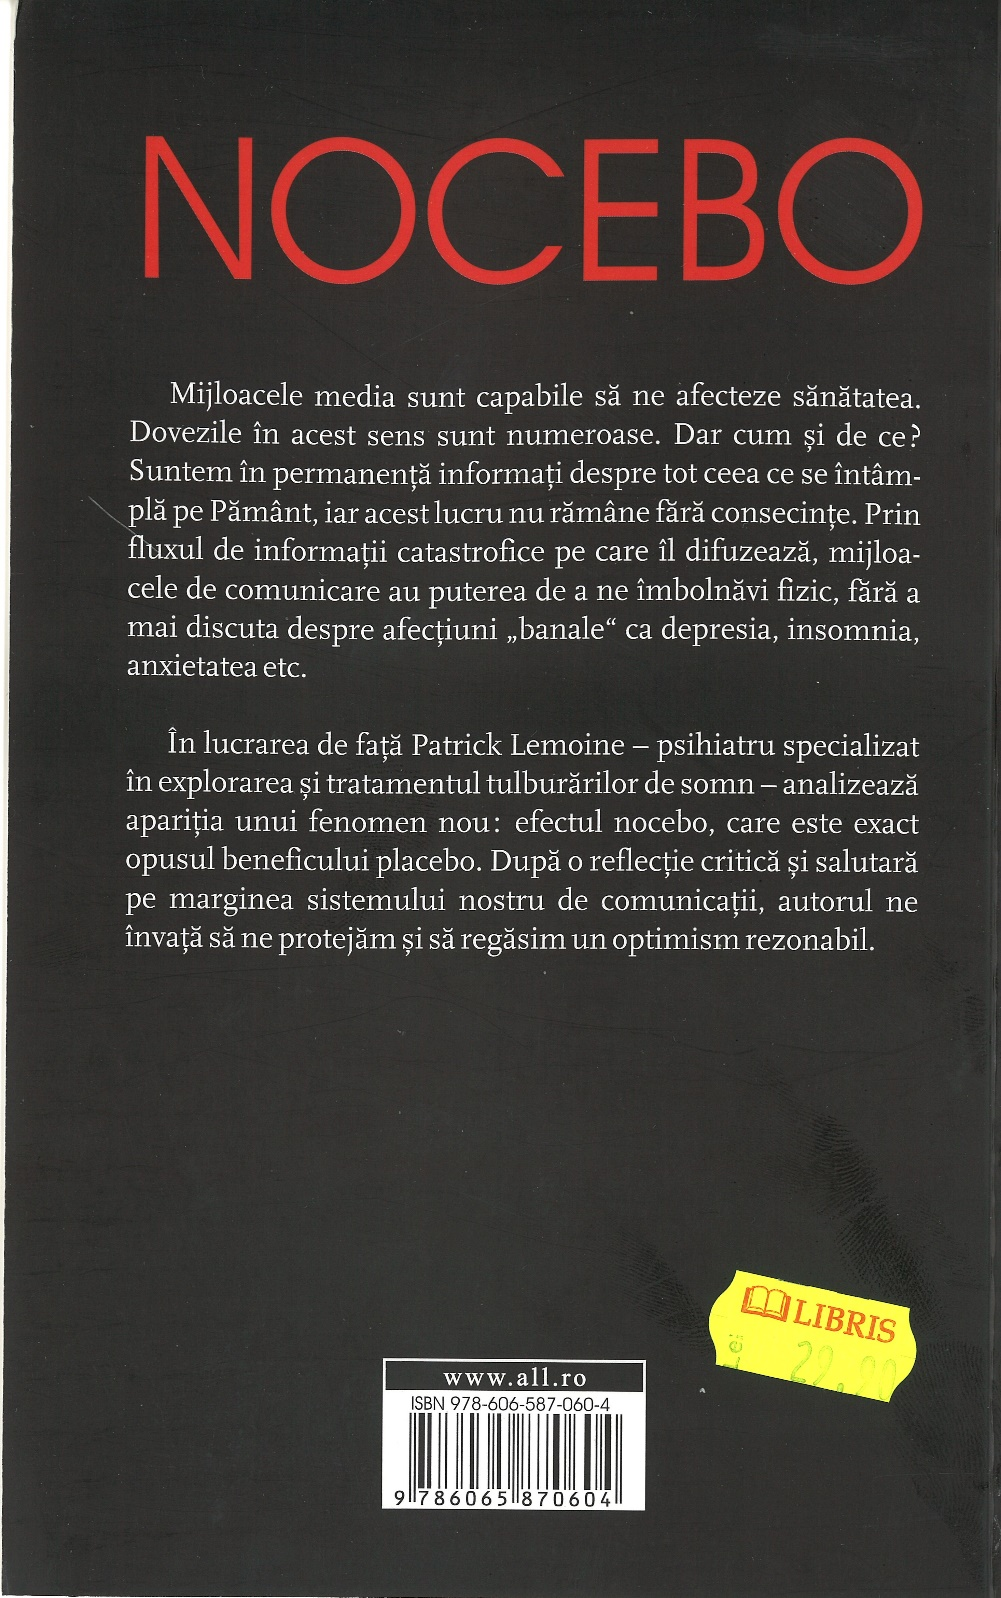 NOCEBO
Mijloacele media sunt capabile să ne afecteze sănătatea.
Dovezile în acest sens sunt numeroase. Dar cum și de ce?
Suntem în permanență informați despre tot ceea ce se întâm-
plă pe Pământ, iar acest lucru nu rămâne fără consecințe. Prin
fluxul de informații catastrofice pe care îl difuzează, mijloa-
cele de comunicare au puterea de a ne îmbolnăvi fizic, fără a
mai discuta despre afecțiuni „banale“ ca depresia, insomnia,
anxietatea etc.
În lucrarea de față Patrick Lemoine – psihiatru specializat
în explorarea și tratamentul tulburărilor de somn – analizează
apariția unui fenomen nou: efectul nocebo, care este exact
opusul beneficului placebo. După o reflecție critică și salutară
pe marginea sistemului nostru de comunicații, autorul ne
învață să ne protejăm și să regăsim un optimism rezonabil.
LIBRIS
Lei
29.90
www.all.ro
ISBN 978-606-587-060-4
9 786065 870604